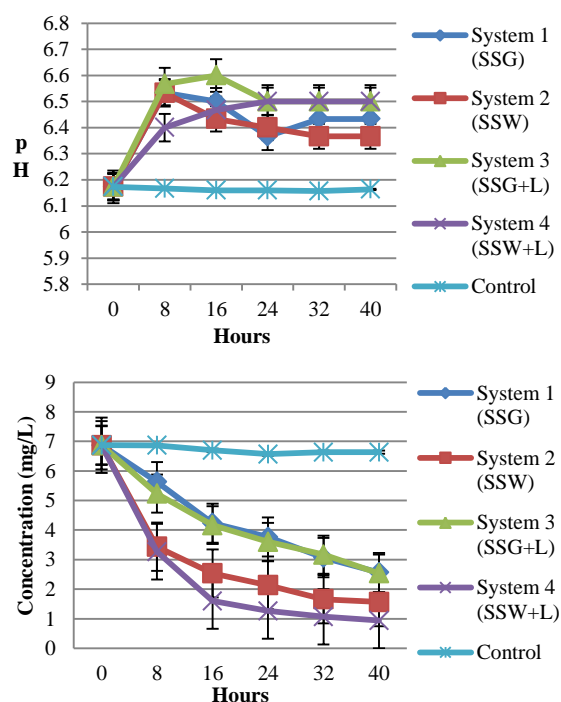 6.8
6.7
6.6
6.5
6.4
6.3
6.2
6.1
6
5.9
5.8
p
H
0 8 16 24 32 40
Hours
System 1
(SSG)
System 2
(SSW)
System 3
(SSG+L)
System 4
(SSW+L)
Control
9
8
7
6
5
4
3
2
1
0
Concentration (mg/L)
0 8 16 24 32 40
Hours
System 1
(SSG)
System 2
(SSW)
System 3
(SSG+L)
System 4
(SSW+L)
Control